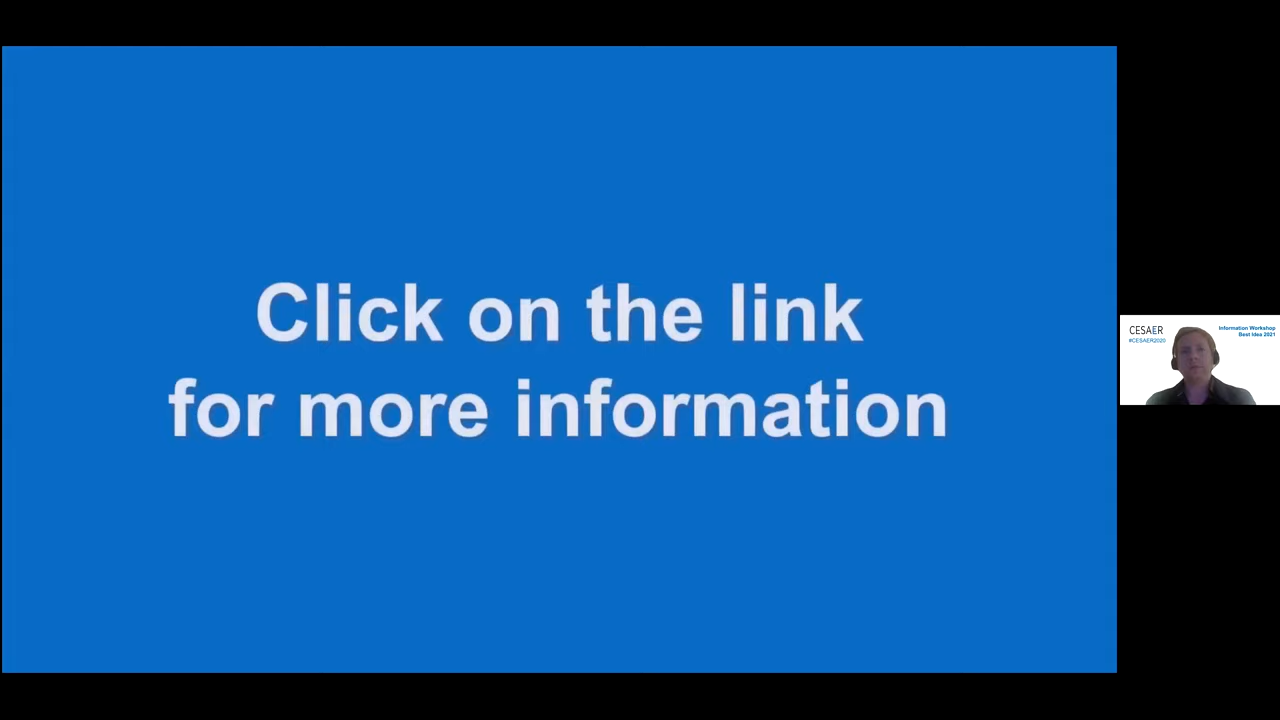 Click on the link
for more information
CESAER
#CESAER2020
Information Workshop
Best Idea 2021